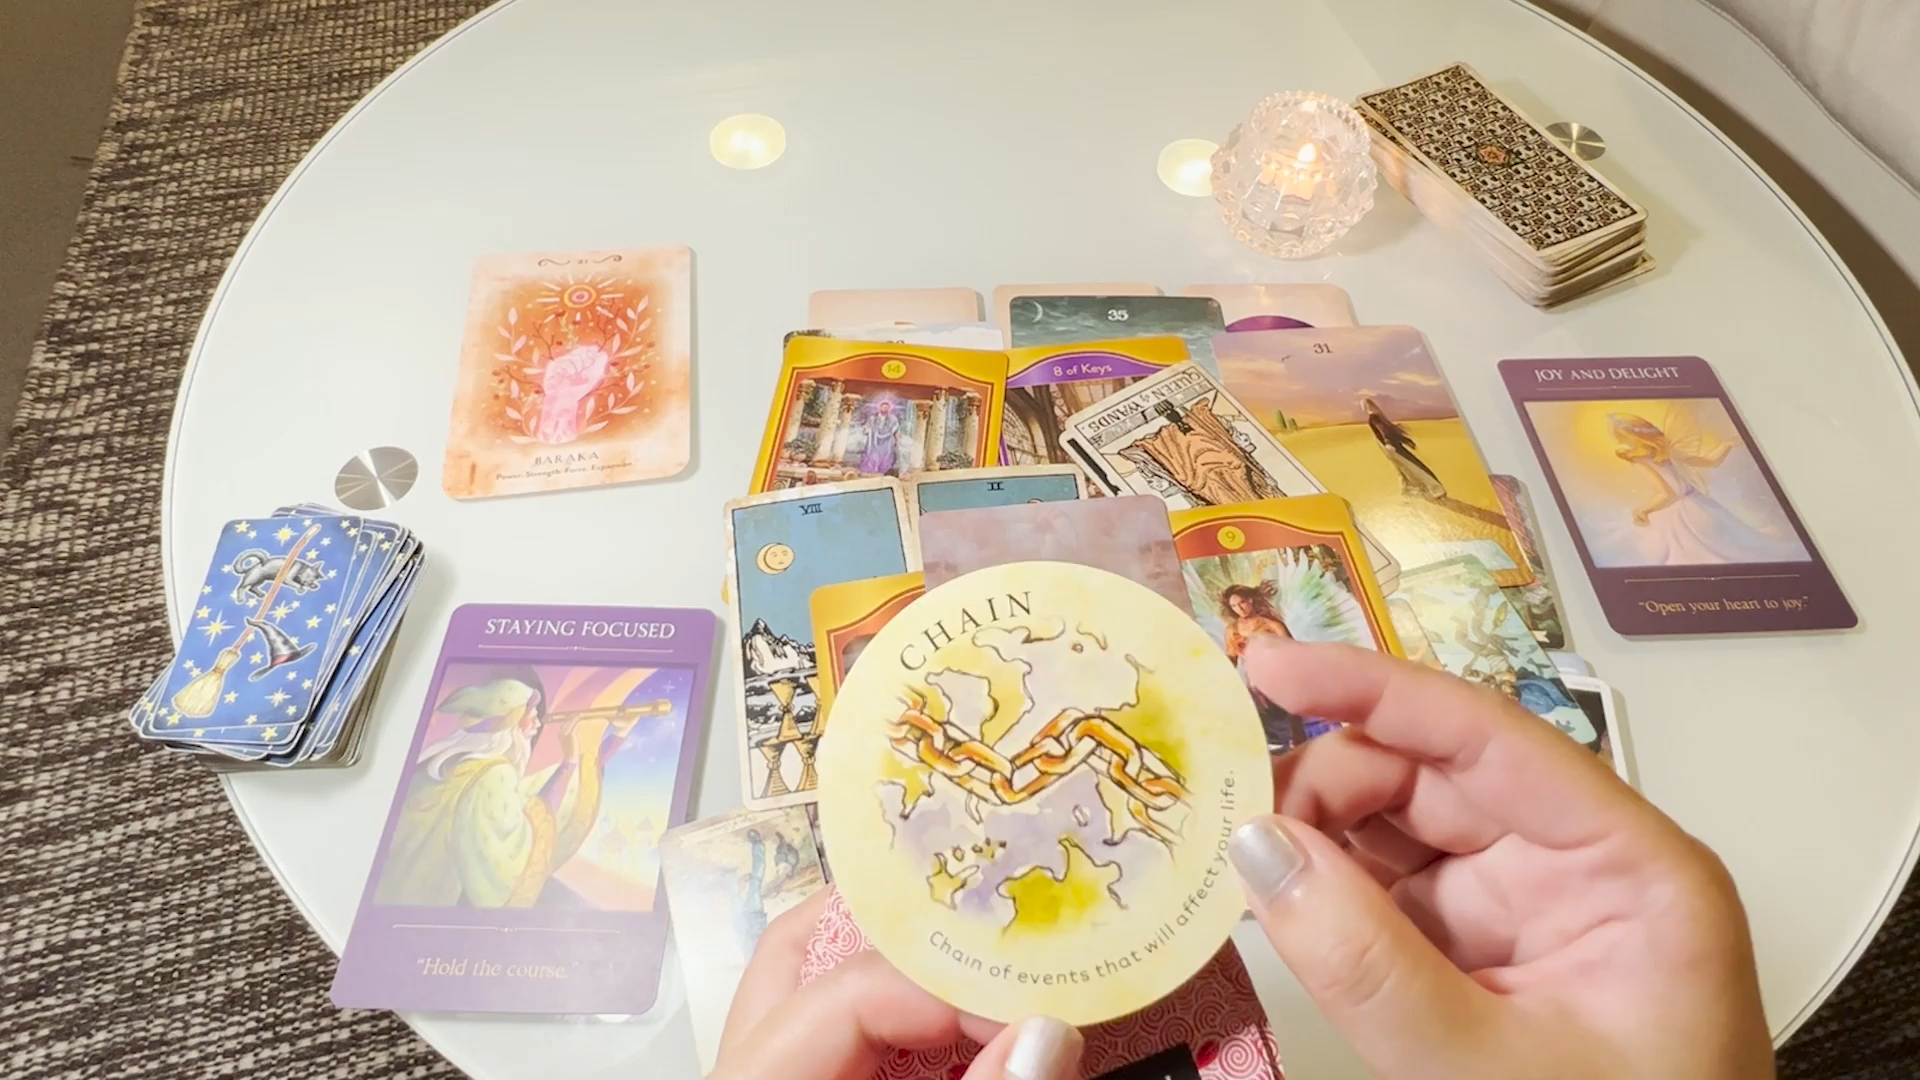 35
31
14
8 of Keys
QUEEN of WANDS
JOY AND DELIGHT
"Open your heart to joy."
BARAKA
Power. Strength. Force. Expansion
VIII
II
9
STAYING FOCUSED
"Hold the course."
CHAIN
Chain of events that will affect your life.